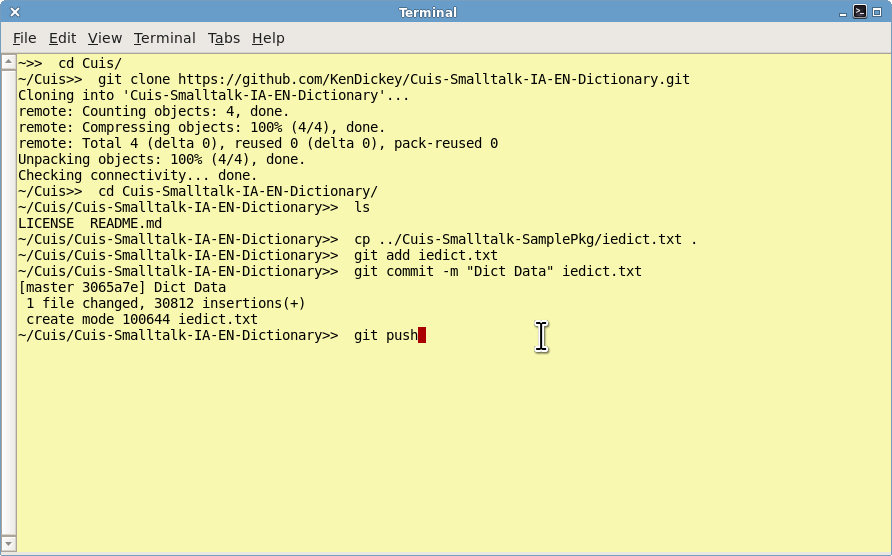 Terminal
File Edit View Terminal Tabs Help
~>>  cd Cuis/
~/Cuis>>  git clone https://github.com/KenDickey/Cuis-Smalltalk-IA-EN-Dictionary.git
Cloning into 'Cuis-Smalltalk-IA-EN-Dictionary'...
remote: Counting objects: 4, done.
remote: Compressing objects: 100% (4/4), done.
remote: Total 4 (delta 0), reused 0 (delta 0), pack-reused 0
Unpacking objects: 100% (4/4), done.
Checking connectivity... done.
~/Cuis>>  cd Cuis-Smalltalk-IA-EN-Dictionary/
~/Cuis/Cuis-Smalltalk-IA-EN-Dictionary>>  ls
LICENSE  README.md
~/Cuis/Cuis-Smalltalk-IA-EN-Dictionary>>  cp ../Cuis-Smalltalk-SamplePkg/iedict.txt .
~/Cuis/Cuis-Smalltalk-IA-EN-Dictionary>>  git add iedict.txt
~/Cuis/Cuis-Smalltalk-IA-EN-Dictionary>>  git commit -m "Dict Data" iedict.txt
[master 3065a7e] Dict Data
 1 file changed, 30812 insertions(+)
 create mode 100644 iedict.txt
~/Cuis/Cuis-Smalltalk-IA-EN-Dictionary>>  git push